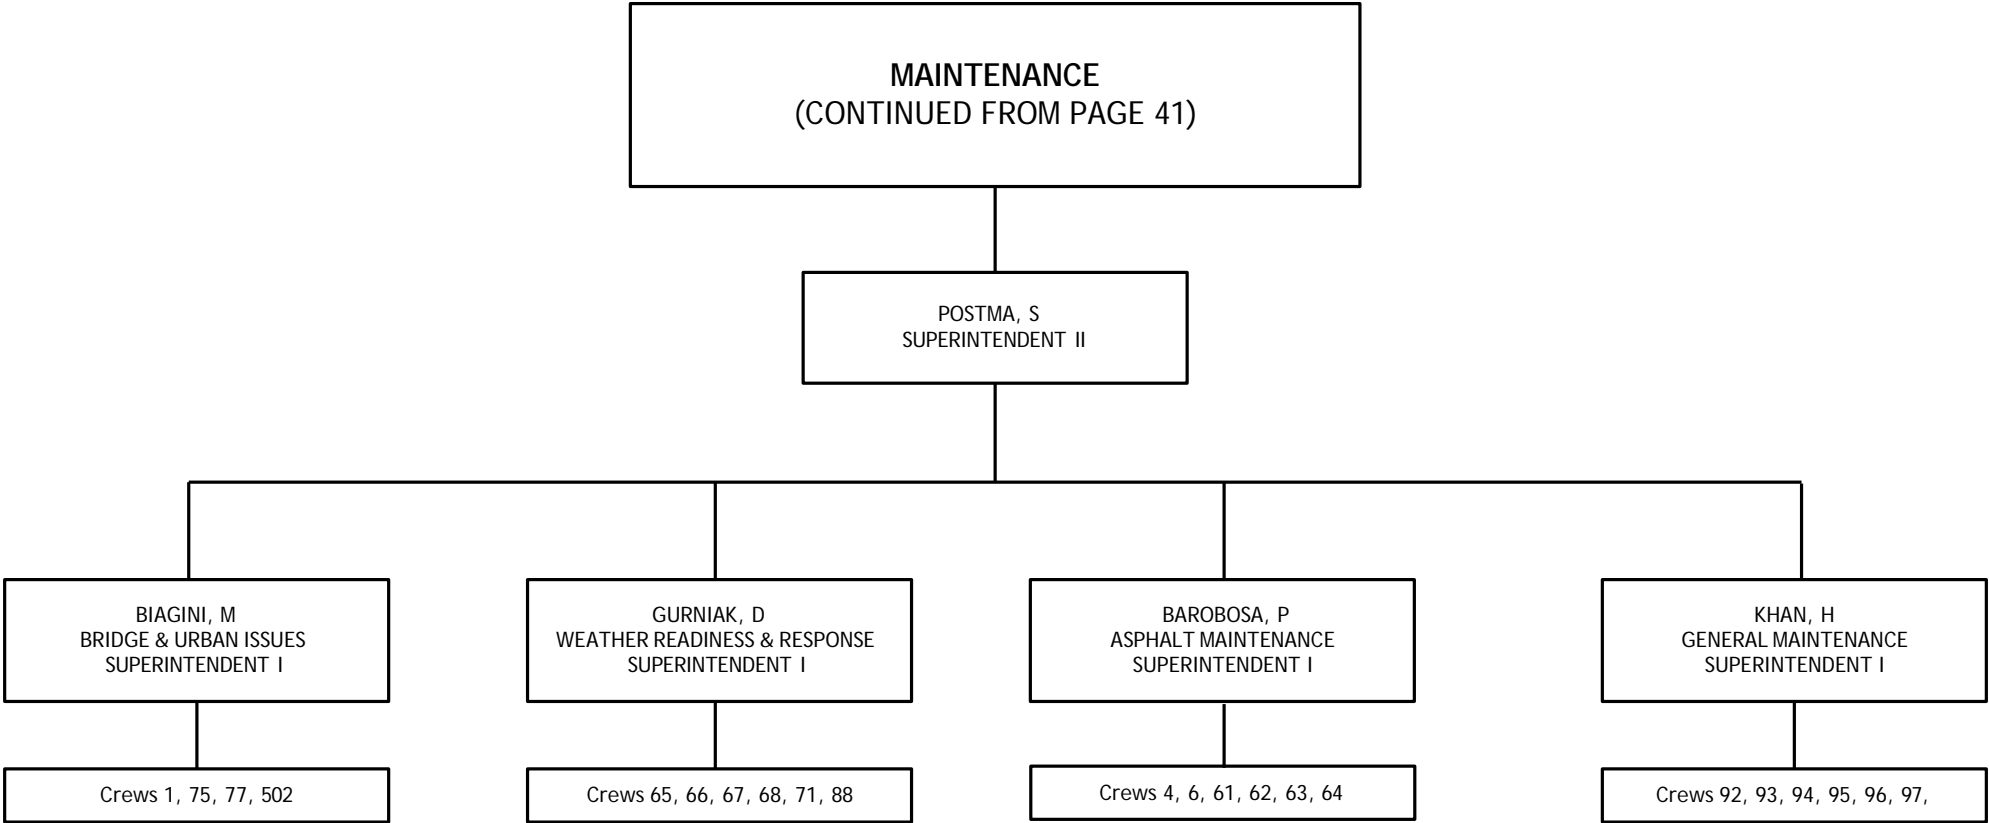 MAINTENANCE
(CONTINUED FROM PAGE 41)
POSTMA, S
SUPERINTENDENT II
BIAGINI, M
BRIDGE & URBAN ISSUES
SUPERINTENDENT I
GURNIAK, D
WEATHER READINESS & RESPONSE
SUPERINTENDENT I
BAROBOSA, P
ASPHALT MAINTENANCE
SUPERINTENDENT I
KHAN, H
GENERAL MAINTENANCE
SUPERINTENDENT I
Crews 1, 75, 77, 502
Crews 65, 66, 67, 68, 71, 88
Crews 4, 6, 61, 62, 63, 64
Crews 92, 93, 94, 95, 96, 97,